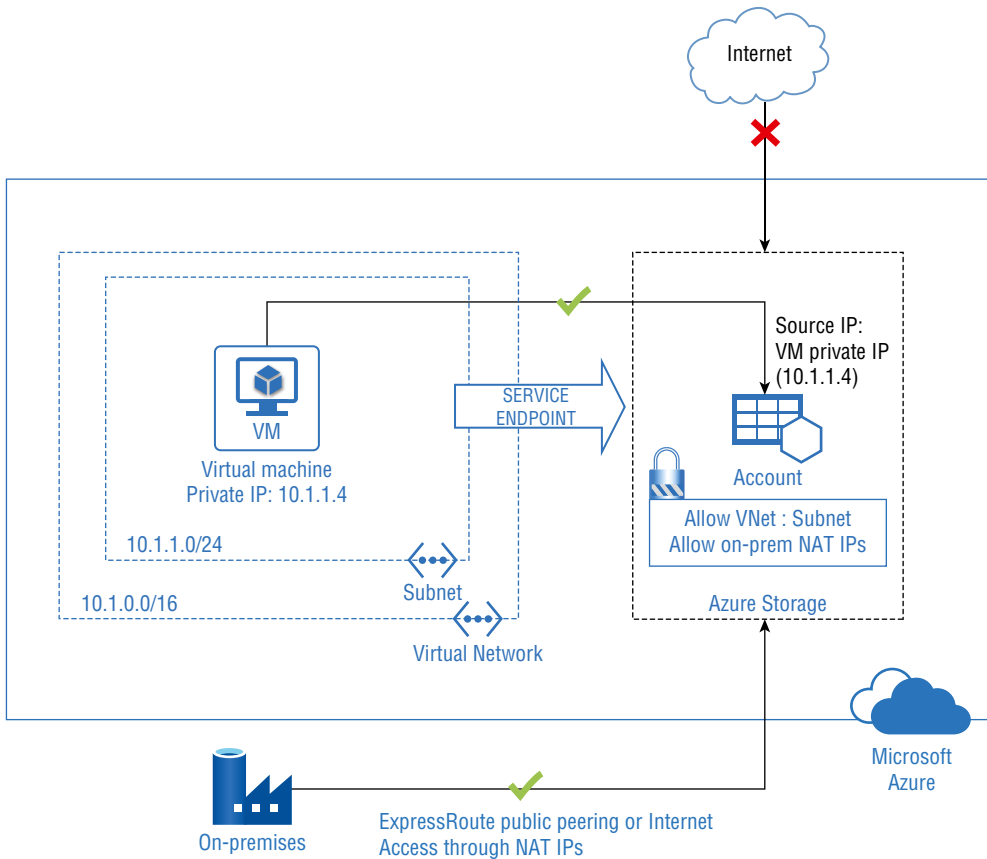 Internet
Source IP:
VM private IP
(10.1.1.4)
SERVICE
ENDPOINT
VM
Virtual machine
Private IP: 10.1.1.4
Account
Allow VNet : Subnet
Allow on-prem NAT IPs
10.1.1.0/24
Subnet
10.1.0.0/16
Azure Storage
Virtual Network
Microsoft
Azure
On-premises
ExpressRoute public peering or Internet
Access through NAT IPs